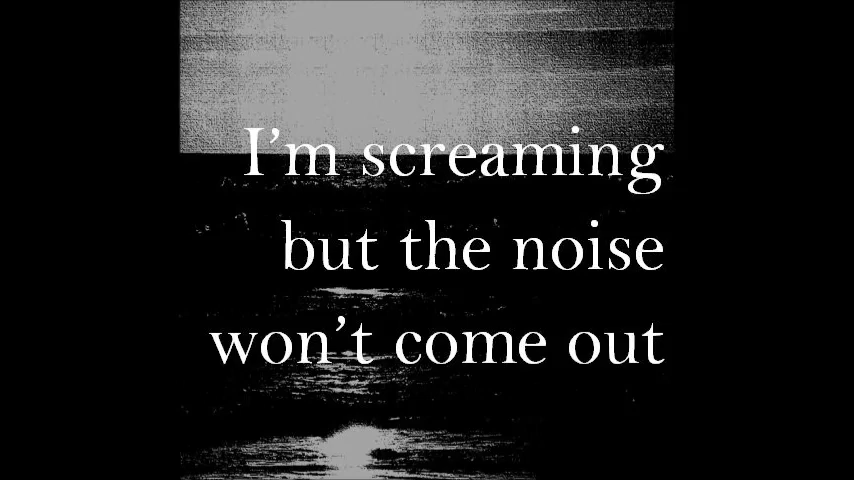 I’m screaming
but the noise
won’t come out